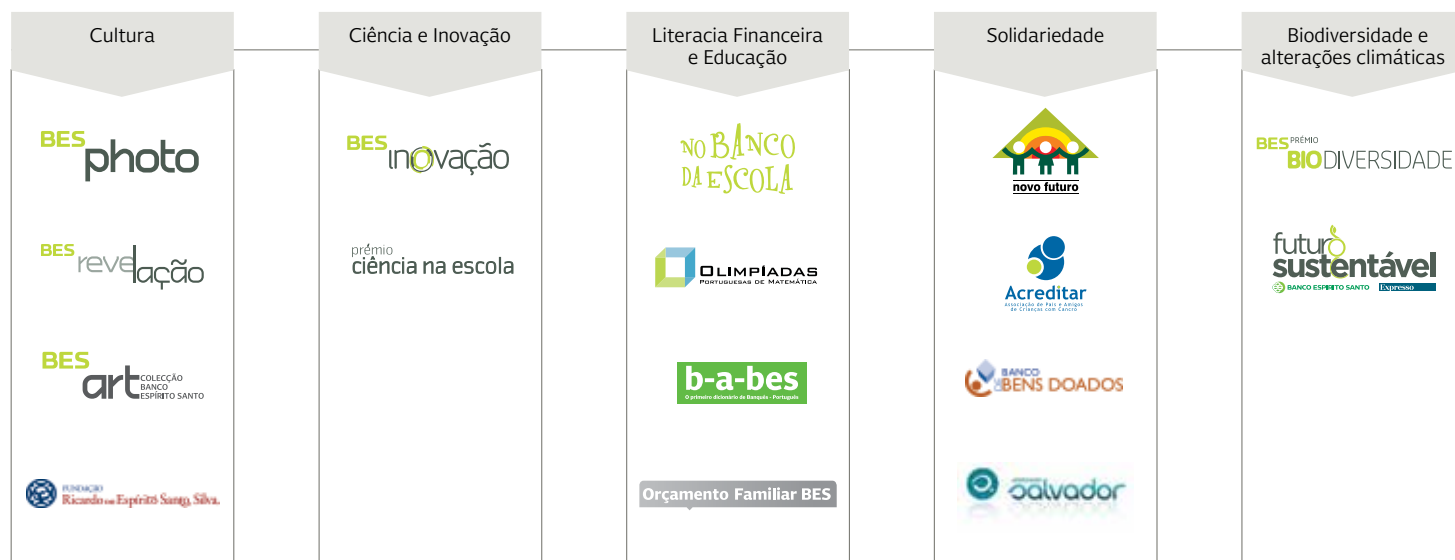 Cultura
BES photo
BES revelação
BES art COLECÇÃO
BANCO
ESPÍRITO SANTO
FUNDAÇÃO
Ricardo do Espírito Santo Silva.
Ciência e Inovação
BES inovação
prémio
ciência na escola
Literacia Financeira
e Educação
NO BANCO
DA ESCOLA
OLIMPÍADAS
PORTUGUESAS DE MATEMÁTICA
b-a-bes
O primeiro dicionário de Banquês - Português
Orçamento Familiar BES
Solidariedade
novo futuro
Acreditar
Associação de Pais e Amigos
de Crianças com Cancro
BANCO
DE BENS DOADOS
salvador
Biodiversidade e
alterações climáticas
BES PRÉMIO
BIODIVERSIDADE
futuro
sustentável
BANCO ESPIRITO SANTO Expresso